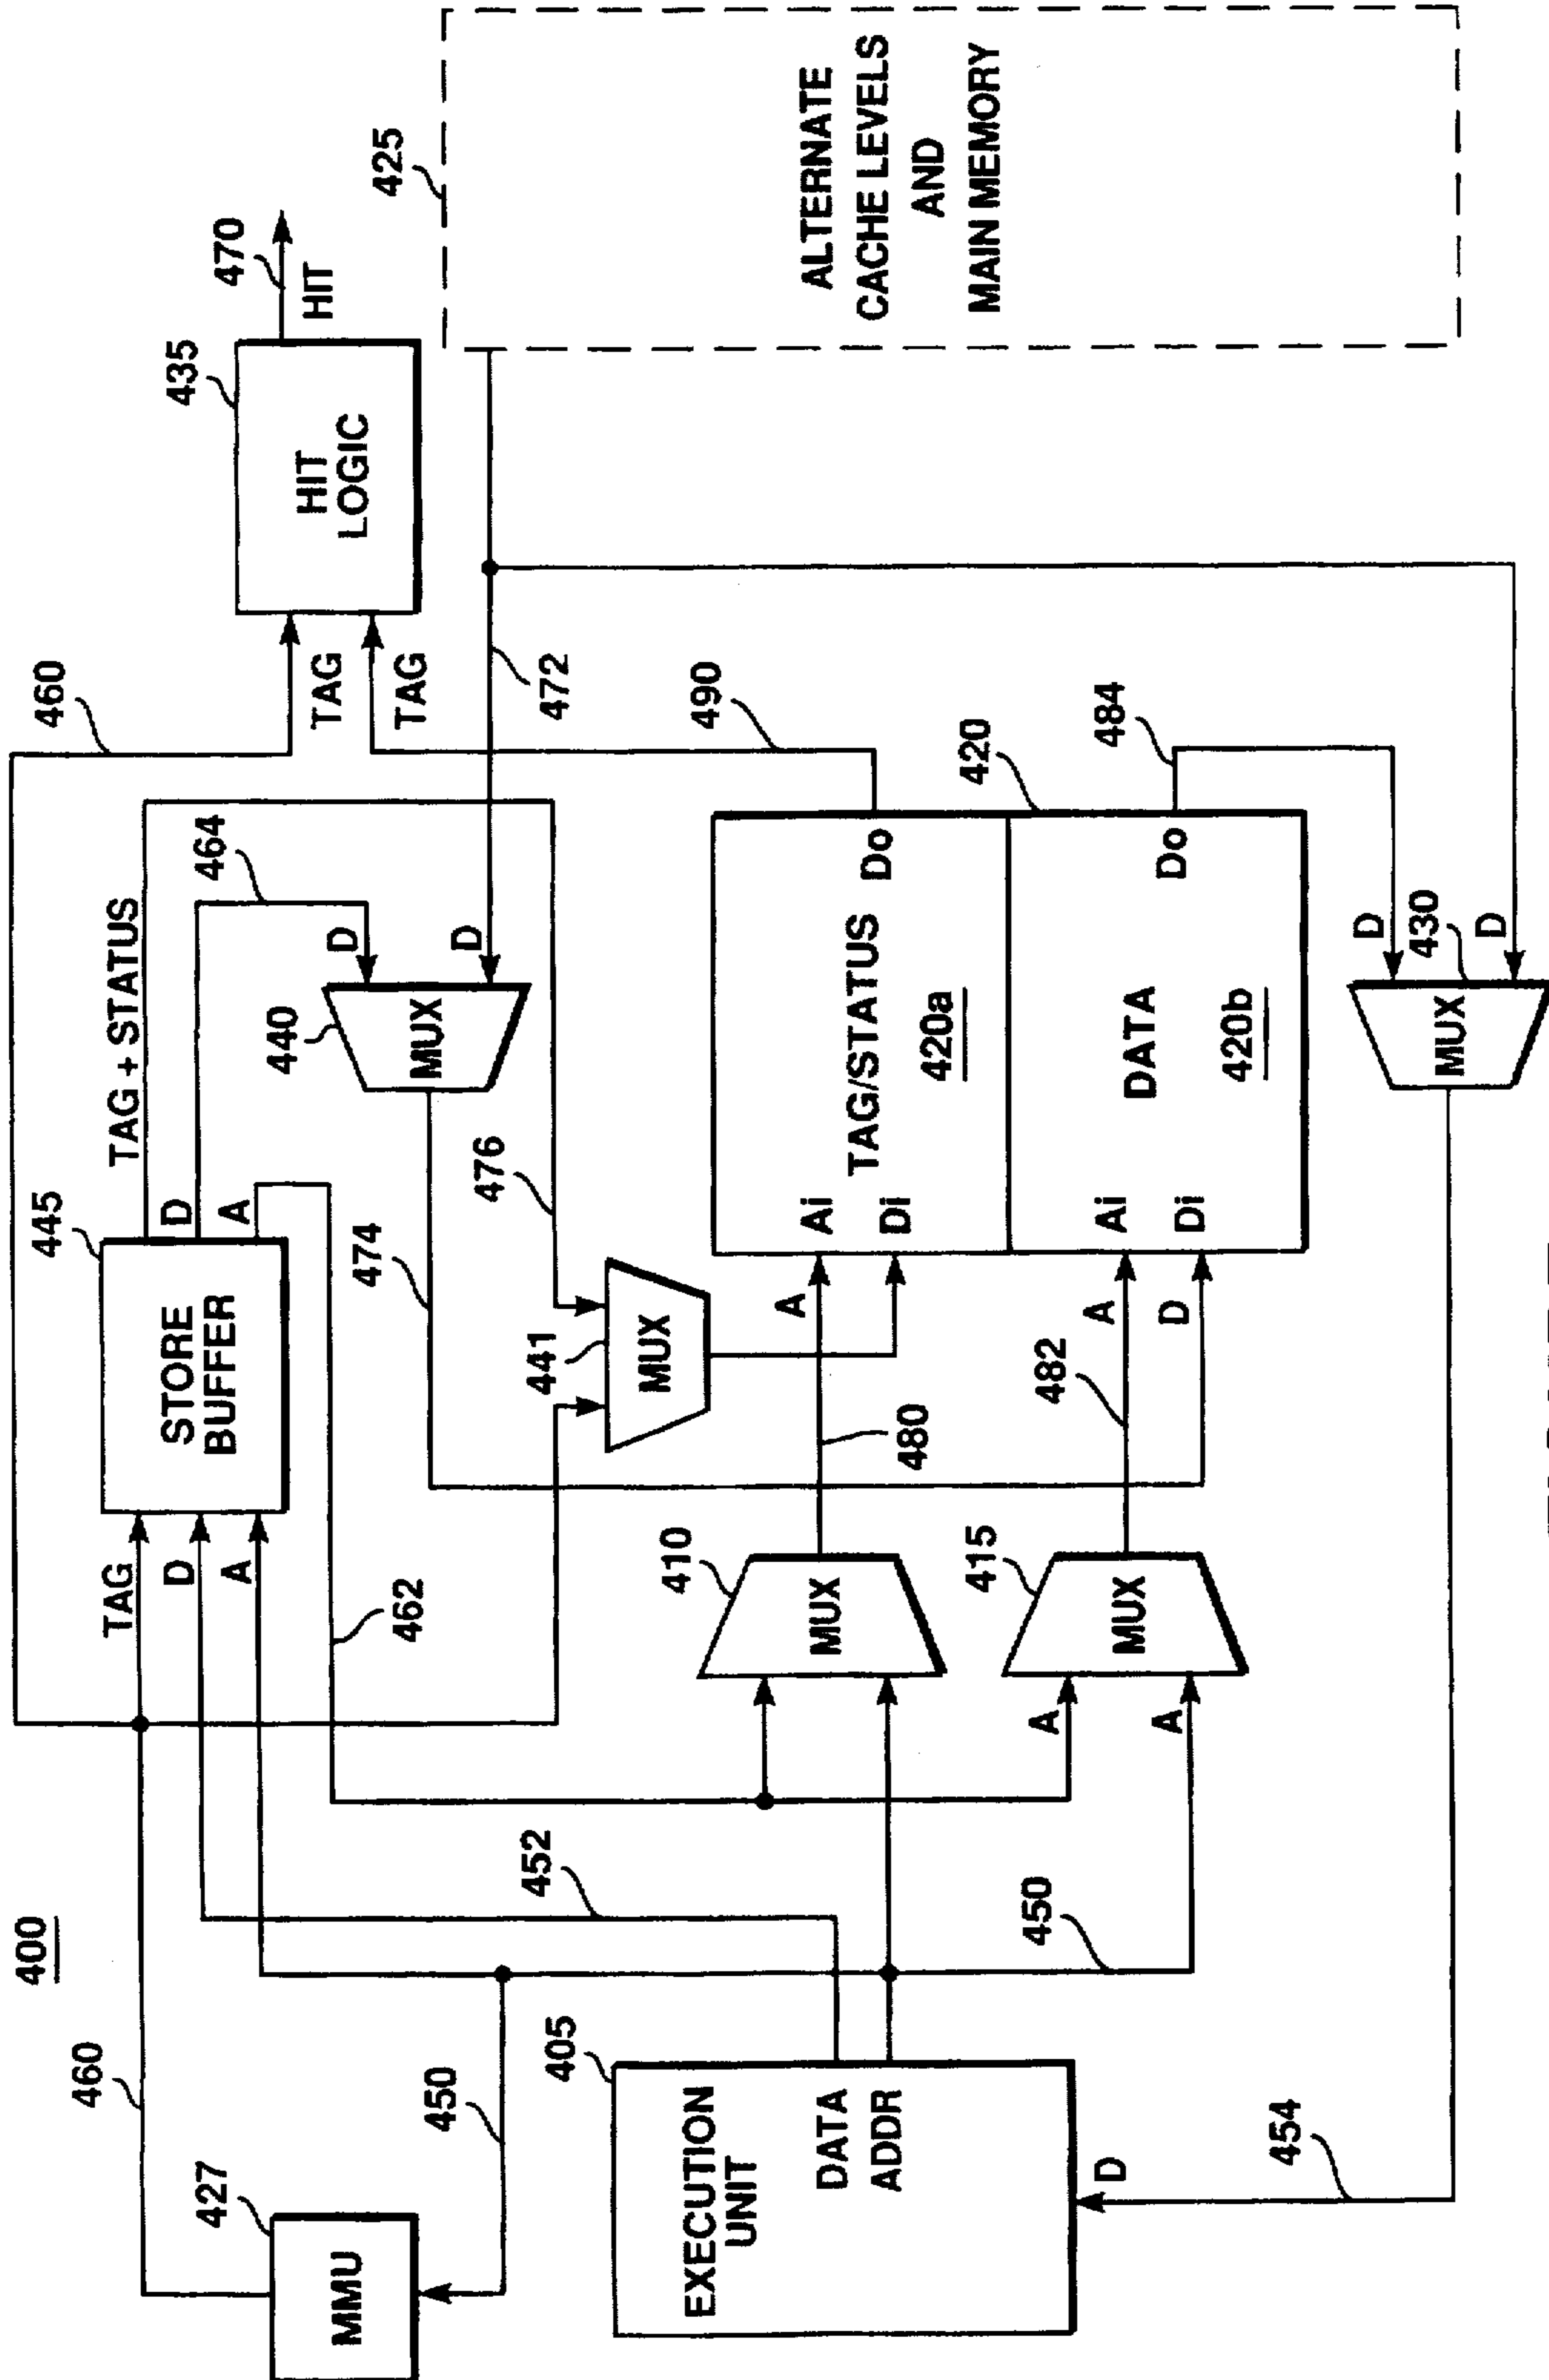 400
460
427
MMU
450
405
EXECUTION
UNIT
DATA
ADDR
D
454
452
450
TAG
D
A
445
STORE
BUFFER
TAG + STATUS
D
A
462
464
460
440
MUX
D
D
474
476
441
MUX
410
MUX
415
MUX
A
A
480
482
A
A
D
Ai
Di
TAG/STATUS
420a
Do
Ai
Di
DATA
420b
Do
420
490
484
D
D
430
MUX
472
TAG
TAG
435
HIT
LOGIC
470
HIT
425
ALTERNATE
CACHE LEVELS
AND
MAIN MEMORY